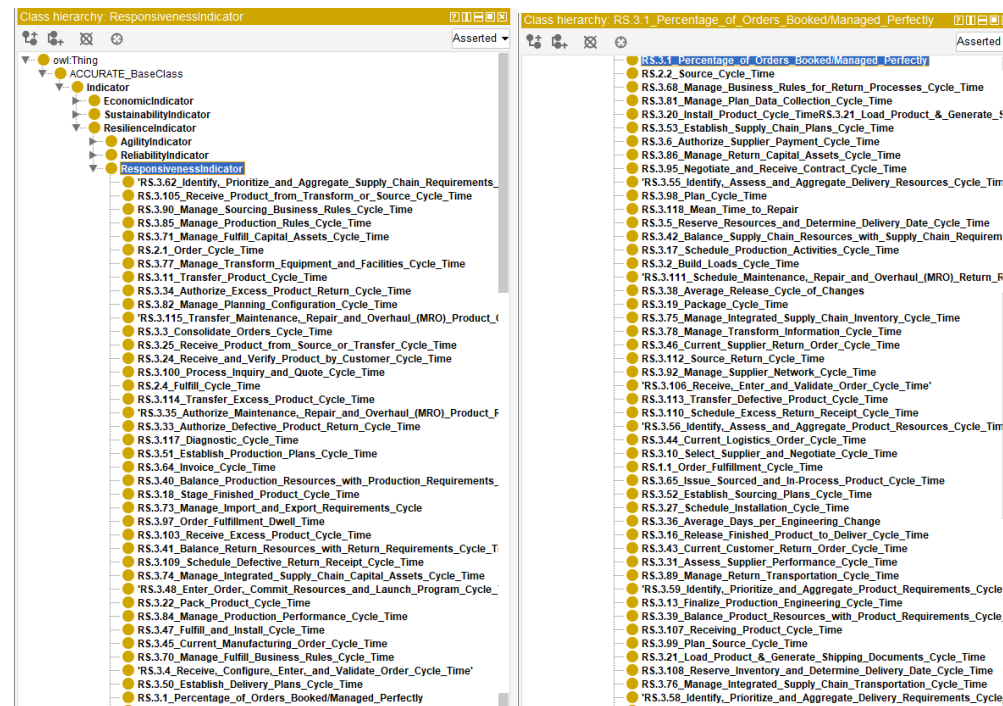 Class hierarchy: ResponsivenessIndicator
Asserted
owl:Thing
ACCURATE_BaseClass
Indicator
EconomicIndicator
SustainabilityIndicator
ResilienceIndicator
AgilityIndicator
ReliabilityIndicator
ResponsivenessIndicator
'RS.3.62_Identify,_Prioritize_and_Aggregate_Supply_Chain_Requirements_
RS.3.105_Receive_Product_from_Transform_or_Source_Cycle_Time
RS.3.90_Manage_Sourcing_Business_Rules_Cycle_Time
RS.3.85_Manage_Production_Rules_Cycle_Time
RS.3.71_Manage_Fulfill_Capital_Assets_Cycle_Time
RS.2.1_Order_Cycle_Time
RS.3.77_Manage_Transform_Equipment_and_Facilities_Cycle_Time
RS.3.11_Transfer_Product_Cycle_Time
RS.3.34_Authorize_Excess_Product_Return_Cycle_Time
RS.3.82_Manage_Planning_Configuration_Cycle_Time
'RS.3.115_Transfer_Maintenance,_Repair_and_Overhaul_(MRO)_Product_(
RS.3.3_Consolidate_Orders_Cycle_Time
RS.3.25_Receive_Product_from_Source_or_Transfer_Cycle_Time
RS.3.24_Receive_and_Verify_Product_by_Customer_Cycle_Time
RS.3.100_Process_Inquiry_and_Quote_Cycle_Time
RS.2.4_Fulfill_Cycle_Time
RS.3.114_Transfer_Excess_Product_Cycle_Time
'RS.3.35_Authorize_Maintenance,_Repair_and_Overhaul_(MRO)_Product_F
RS.3.33_Authorize_Defective_Product_Return_Cycle_Time
RS.3.117_Diagnostic_Cycle_Time
RS.3.51_Establish_Production_Plans_Cycle_Time
RS.3.64_Invoice_Cycle_Time
RS.3.40_Balance_Production_Resources_with_Production_Requirements_
RS.3.18_Stage_Finished_Product_Cycle_Time
RS.3.73_Manage_Import_and_Export_Requirements_Cycle
RS.3.97_Order_Fulfillment_Dwell_Time
RS.3.103_Receive_Excess_Product_Cycle_Time
RS.3.41_Balance_Return_Resources_with_Return_Requirements_Cycle_Ti
RS.3.109_Schedule_Defective_Return_Receipt_Cycle_Time
RS.3.74_Manage_Integrated_Supply_Chain_Capital_Assets_Cycle_Time
'RS.3.48_Enter_Order,_Commit_Resources_and_Launch_Program_Cycle_
RS.3.22_Pack_Product_Cycle_Time
RS.3.84_Manage_Production_Performance_Cycle_Time
RS.3.47_Fulfill_and_Install_Cycle_Time
RS.3.45_Current_Manufacturing_Order_Cycle_Time
RS.3.70_Manage_Fulfill_Business_Rules_Cycle_Time
'RS.3.4_Receive,_Configure,_Enter,_and_Validate_Order_Cycle_Time'
RS.3.50_Establish_Delivery_Plans_Cycle_Time
RS.3.1_Percentage_of_Orders_Booked/Managed_Perfectly
Class hierarchy: RS.3.1_Percentage_of_Orders_Booked/Managed_Perfectly
Asserted
RS.3.1_Percentage_of_Orders_Booked/Managed_Perfectly
RS.2.2_Source_Cycle_Time
RS.3.68_Manage_Business_Rules_for_Return_Processes_Cycle_Time
RS.3.81_Manage_Plan_Data_Collection_Cycle_Time
RS.3.20_Install_Product_Cycle_TimeRS.3.21_Load_Product_&_Generate_S
RS.3.53_Establish_Supply_Chain_Plans_Cycle_Time
RS.3.6_Authorize_Supplier_Payment_Cycle_Time
RS.3.86_Manage_Return_Capital_Assets_Cycle_Time
RS.3.95_Negotiate_and_Receive_Contract_Cycle_Time
'RS.3.55_Identify,_Assess_and_Aggregate_Delivery_Resources_Cycle_Tim
RS.3.98_Plan_Cycle_Time
RS.3.118_Mean_Time_to_Repair
RS.3.5_Reserve_Resources_and_Determine_Delivery_Date_Cycle_Time
RS.3.42_Balance_Supply_Chain_Resources_with_Supply_Chain_Requirem
RS.3.17_Schedule_Production_Activities_Cycle_Time
RS.3.2_Build_Loads_Cycle_Time
'RS.3.111_Schedule_Maintenance,_Repair_and_Overhaul_(MRO)_Return_R
RS.3.38_Average_Release_Cycle_of_Changes
RS.3.19_Package_Cycle_Time
RS.3.75_Manage_Integrated_Supply_Chain_Inventory_Cycle_Time
RS.3.78_Manage_Transform_Information_Cycle_Time
RS.3.46_Current_Supplier_Return_Order_Cycle_Time
RS.3.112_Source_Return_Cycle_Time
RS.3.92_Manage_Supplier_Network_Cycle_Time
'RS.3.106_Receive,_Enter_and_Validate_Order_Cycle_Time'
RS.3.113_Transfer_Defective_Product_Cycle_Time
RS.3.110_Schedule_Excess_Return_Receipt_Cycle_Time
'RS.3.56_Identify,_Assess_and_Aggregate_Product_Resources_Cycle_Tim
RS.3.44_Current_Logistics_Order_Cycle_Time
RS.3.10_Select_Supplier_and_Negotiate_Cycle_Time
RS.1.1_Order_Fulfillment_Cycle_Time
RS.3.65_Issue_Sourced_and_In-Process_Product_Cycle_Time
RS.3.52_Establish_Sourcing_Plans_Cycle_Time
RS.3.27_Schedule_Installation_Cycle_Time
RS.3.36_Average_Days_per_Engineering_Change
RS.3.16_Release_Finished_Product_to_Deliver_Cycle_Time
RS.3.43_Current_Customer_Return_Order_Cycle_Time
RS.3.31_Assess_Supplier_Performance_Cycle_Time
RS.3.89_Manage_Return_Transportation_Cycle_Time
'RS.3.59_Identify,_Prioritize_and_Aggregate_Product_Requirements_Cycle
RS.3.13_Finalize_Production_Engineering_Cycle_Time
RS.3.39_Balance_Product_Resources_with_Product_Requirements_Cycle_
RS.3.107_Receiving_Product_Cycle_Time
RS.3.99_Plan_Source_Cycle_Time
RS.3.21_Load_Product_&_Generate_Shipping_Documents_Cycle_Time
RS.3.108_Reserve_Inventory_and_Determine_Delivery_Date_Cycle_Time
RS.3.76_Manage_Integrated_Supply_Chain_Transportation_Cycle_Time
'RS.3.58_Identify,_Prioritize_and_Aggregate_Delivery_Requirements_Cycle